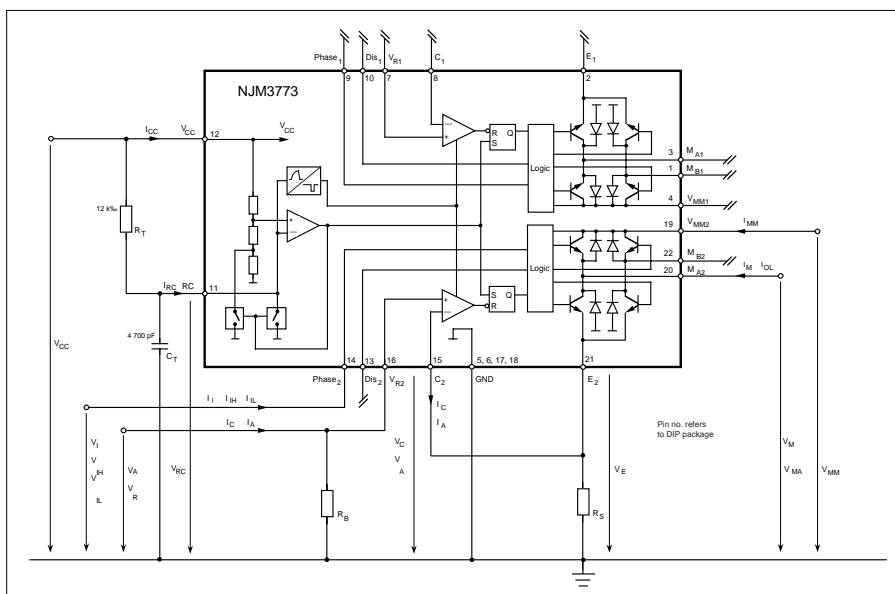 Phase1 Dis1 VR1 C1 E1
9 10 7 8 2
NJM3773
ICC VCC 12 VCC
R Q
S
Logic
3 MA1
1 MB1
4 VMM1
12 k‰ RT
+
–
19 VMM2 IMM
22 MB2
20 MA2 IM IOL
Logic
S Q
R
IRC RC 11
4 700 pF CT
VCC
14 13 16 15 5, 6, 17, 18 21
Phase2 Dis2 VR2 C2 GND E2
II IIH IIL
IC IA
IC
IA
Pin no. refers
to DIP package
VI
V IH
V IL
VA
VR
VRC
VC
VA
VE
VM
VMA
VMM
RB
RS